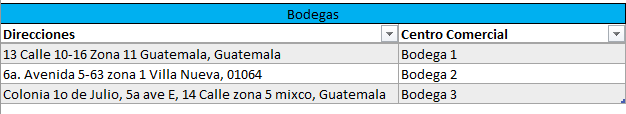 Bodegas
Direcciones Centro Comercial
13 Calle 10-16 Zona 11 Guatemala, Guatemala Bodega 1
6a. Avenida 5-63 zona 1 Villa Nueva, 01064 Bodega 2
Colonia 1o de Julio, 5a ave E, 14 Calle zona 5 mixco, Guatemala Bodega 3